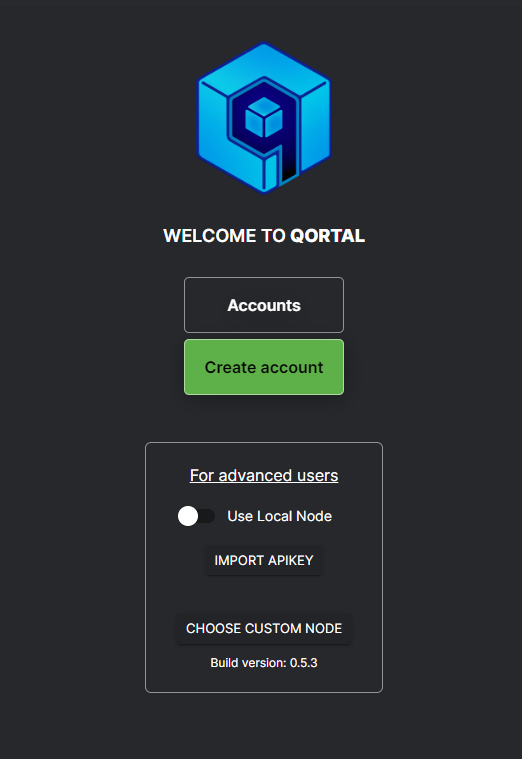 WELCOME TO QORTAL
Accounts
Create account
For advanced users
Use Local Node
IMPORT APIKEY
CHOOSE CUSTOM NODE
Build version: 0.5.3